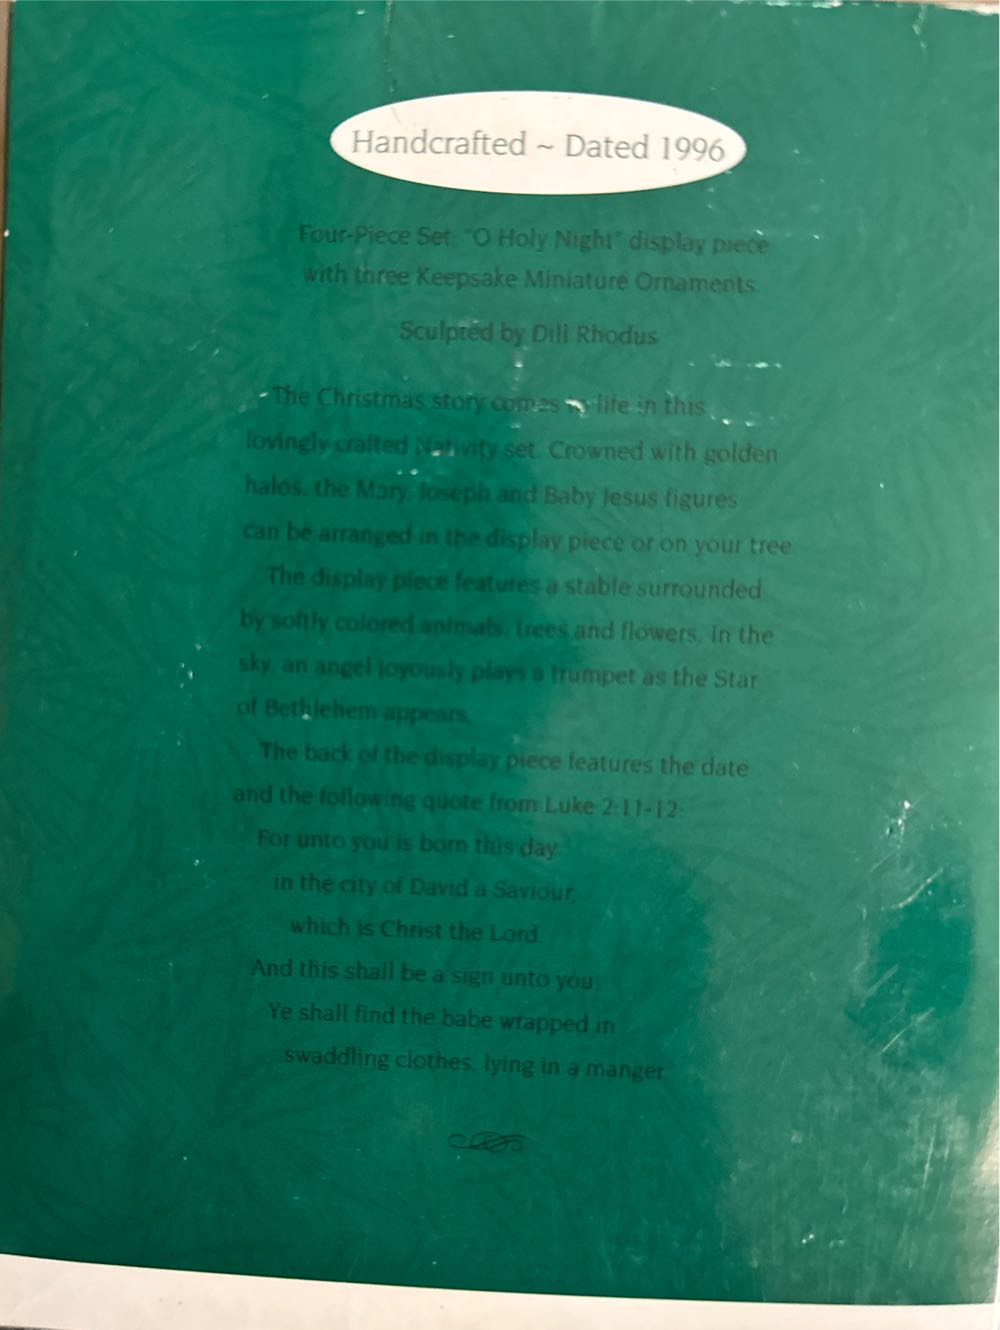 Handcrafted ~ Dated 1996
Four-Piece Set: "O Holy Night" display piece
with three Keepsake Miniature Ornaments.
Sculpted by Dill Rhodus
The Christmas story comes to life in this
lovingly crafted Nativity set. Crowned with golden
halos, the Mary, Joseph and Baby Jesus figures
can be arranged in the display piece or on your tree.
The display piece features a stable surrounded
by softly colored animals, trees and flowers. In the
sky, an angel joyously plays a trumpet as the Star
of Bethlehem appears.
The back of the display piece features the date
and the following quote from Luke 2:11-12:
For unto you is born this day
in the city of David a Saviour,
which is Christ the Lord.
And this shall be a sign unto you;
Ye shall find the babe wrapped in
swaddling clothes, lying in a manger.